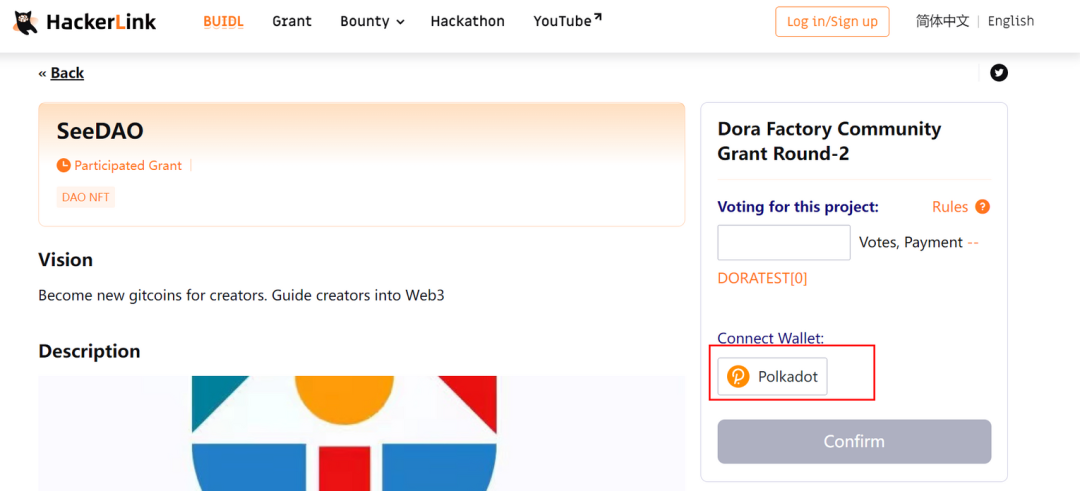 HackerLink
BUIDL Grant Bounty Hackathon YouTube Log in/Sign up 简体中文 | English
« Back
SeeDAO
Participated Grant
DAO NFT
Vision
Become new gitcoins for creators. Guide creators into Web3
Description
Dora Factory Community
Grant Round-2
Voting for this project: Rules ?
Votes, Payment --
DORATEST[0]
Connect Wallet:
Polkadot
Confirm